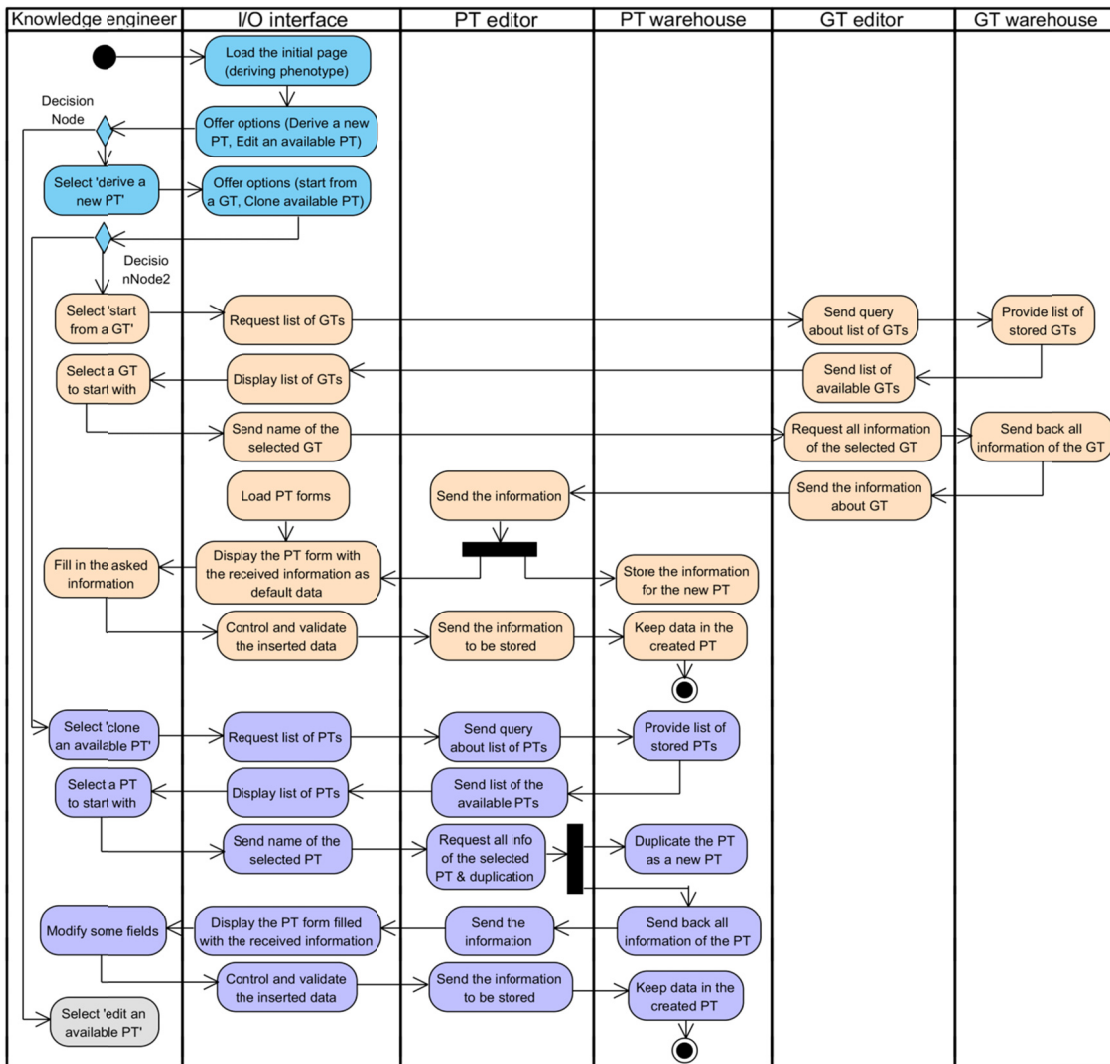 Knowledge engineer
I/O interface
PT editor
PT warehouse
GT editor
GT warehouse
Load the initial page
(deriving phenotype)
Decision
Node
Offer options (Derive a new
PT, Edit an available PT)
Select 'derive a
new PT'
Offer options (start from
a GT, Clone available PT)
Decisio
nNode2
Select 'start
from a GT'
Request list of GTs
Send query
about list of GTs
Provide list of
stored GTs
Select a GT
to start with
Display list of GTs
Send list of
available GTs
Send name of the
selected GT
Request all information
of the selected GT
Send back all
information of the GT
Load PT forms
Send the information
Send the information
about GT
Fill in the asked
information
Display the PT form with
the received information as
default data
Store the information
for the new PT
Control and validate
the inserted data
Send the information
to be stored
Keep data in the
created PT
Select 'clone
an available PT'
Request list of PTs
Send query
about list of PTs
Provide list of
stored PTs
Select a PT
to start with
Display list of PTs
Send list of the
available PTs
Send name of the
selected PT
Request all info
of the selected
PT & duplication
Duplicate the PT
as a new PT
Modify some fields
Display the PT form filled
with the received information
Send the
information
Send back all
information of the PT
Control and validate
the inserted data
Send the information
to be stored
Keep data in the
created PT
Select 'edit an
available PT'